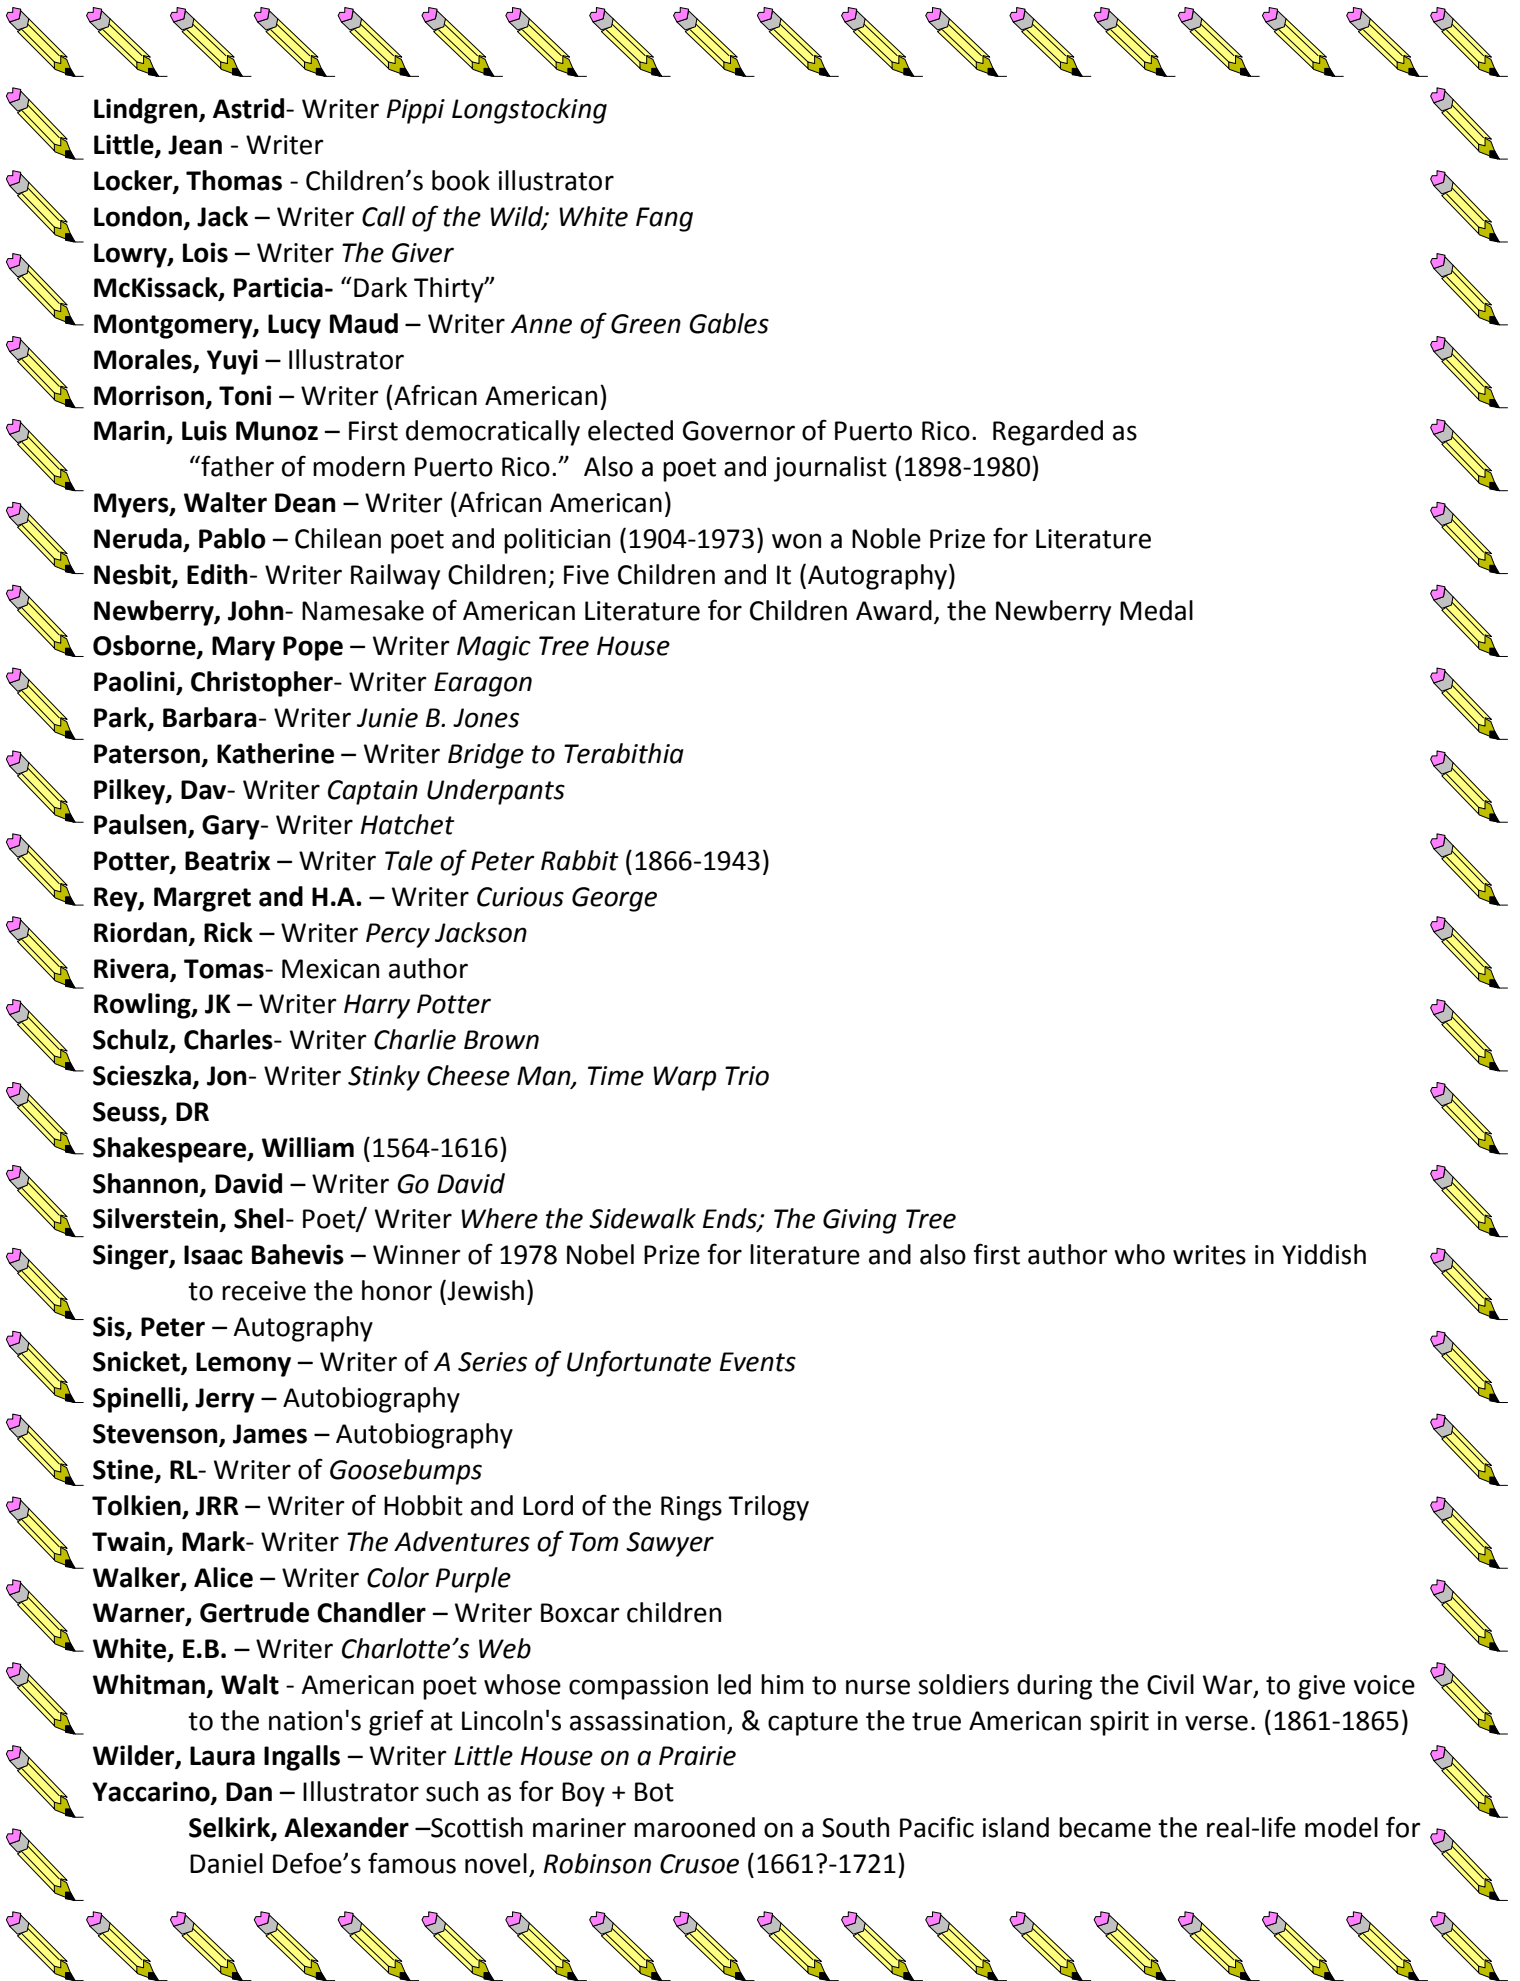 Lindgren, Astrid- Writer Pippi Longstocking
Little, Jean - Writer
Locker, Thomas - Children’s book illustrator
London, Jack – Writer Call of the Wild; White Fang
Lowry, Lois – Writer The Giver
McKissack, Particia- “Dark Thirty”
Montgomery, Lucy Maud – Writer Anne of Green Gables
Morales, Yuyi – Illustrator
Morrison, Toni – Writer (African American)
Marin, Luis Munoz – First democratically elected Governor of Puerto Rico.  Regarded as
“father of modern Puerto Rico.”  Also a poet and journalist (1898-1980)
Myers, Walter Dean – Writer (African American)
Neruda, Pablo – Chilean poet and politician (1904-1973) won a Noble Prize for Literature
Nesbit, Edith- Writer Railway Children; Five Children and It (Autography)
Newberry, John- Namesake of American Literature for Children Award, the Newberry Medal
Osborne, Mary Pope – Writer Magic Tree House
Paolini, Christopher- Writer Earagon
Park, Barbara- Writer Junie B. Jones
Paterson, Katherine – Writer Bridge to Terabithia
Pilkey, Dav- Writer Captain Underpants
Paulsen, Gary- Writer Hatchet
Potter, Beatrix – Writer Tale of Peter Rabbit (1866-1943)
Rey, Margret and H.A. – Writer Curious George
Riordan, Rick – Writer Percy Jackson
Rivera, Tomas- Mexican author
Rowling, JK – Writer Harry Potter
Schulz, Charles- Writer Charlie Brown
Scieszka, Jon- Writer Stinky Cheese Man, Time Warp Trio
Seuss, DR
Shakespeare, William (1564-1616)
Shannon, David – Writer Go David
Silverstein, Shel- Poet/ Writer Where the Sidewalk Ends; The Giving Tree
Singer, Isaac Bahevis – Winner of 1978 Nobel Prize for literature and also first author who writes in Yiddish
to receive the honor (Jewish)
Sis, Peter – Autography
Snicket, Lemony – Writer of A Series of Unfortunate Events
Spinelli, Jerry – Autobiography
Stevenson, James – Autobiography
Stine, RL- Writer of Goosebumps
Tolkien, JRR – Writer of Hobbit and Lord of the Rings Trilogy
Twain, Mark- Writer The Adventures of Tom Sawyer
Walker, Alice – Writer Color Purple
Warner, Gertrude Chandler – Writer Boxcar children
White, E.B. – Writer Charlotte’s Web
Whitman, Walt - American poet whose compassion led him to nurse soldiers during the Civil War, to give voice
to the nation's grief at Lincoln's assassination, & capture the true American spirit in verse. (1861-1865)
Wilder, Laura Ingalls – Writer Little House on a Prairie
Yaccarino, Dan – Illustrator such as for Boy + Bot
Selkirk, Alexander –Scottish mariner marooned on a South Pacific island became the real-life model for
Daniel Defoe’s famous novel, Robinson Crusoe (1661?-1721)